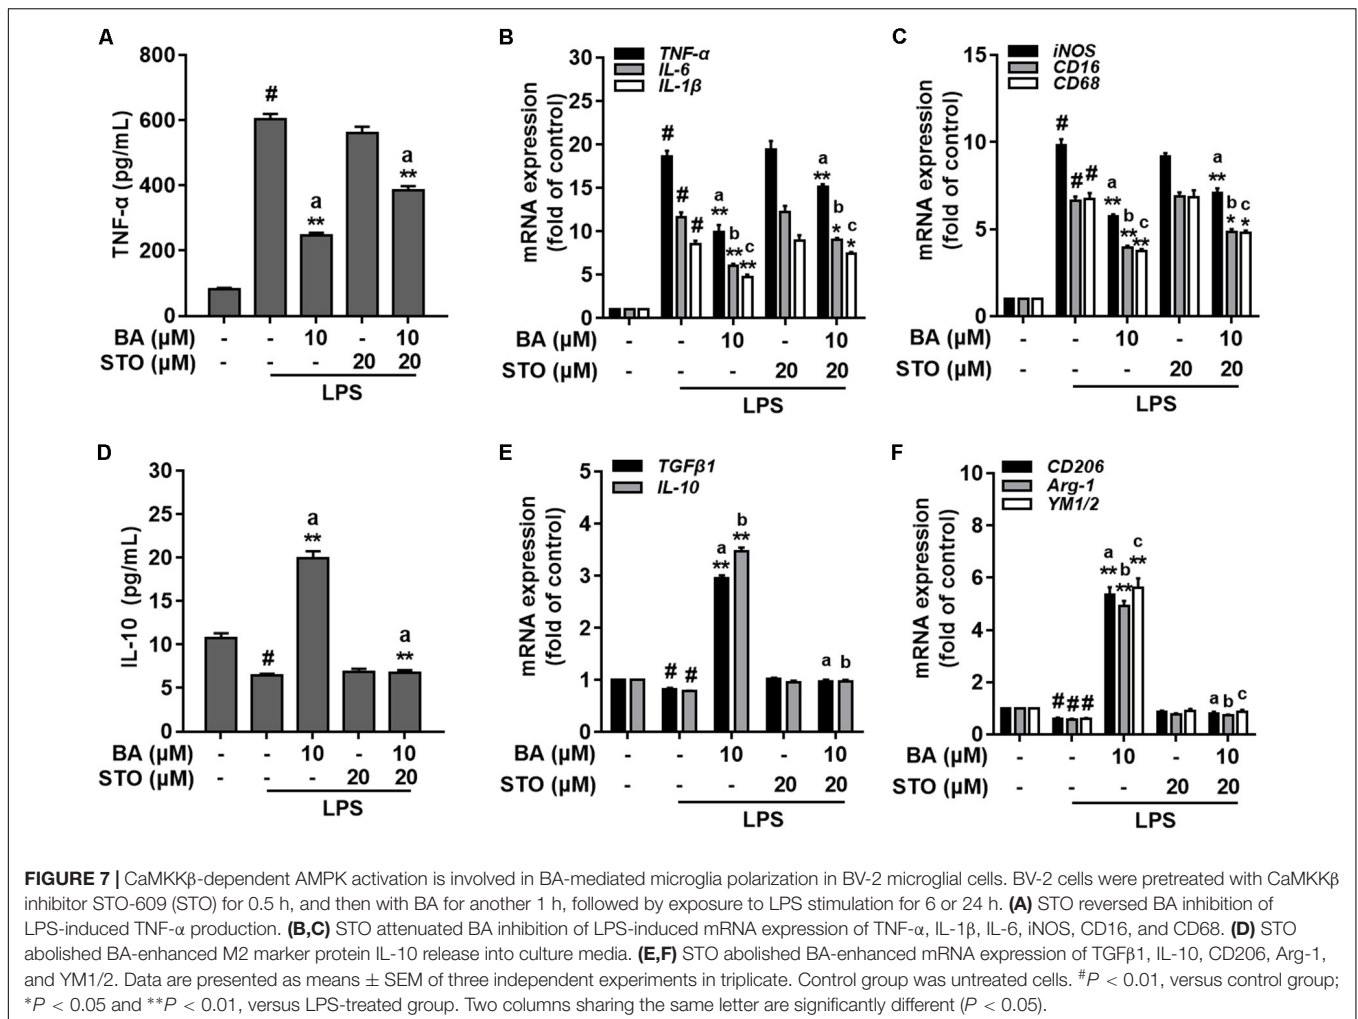 A
800
600
400
200
0
TNF-α (pg/mL)
#
a
**
a
**
BA (µM) - - 10 - 10
STO (µM) - - - 20 20
LPS
B
TNF-α
IL-6
IL-1β
30
25
20
15
10
5
0
mRNA expression
(fold of control)
#
#
#
a
**
b
**
c
**
a
**
b
*
c
*
BA (µM) - - 10 - 10
STO (µM) - - - 20 20
LPS
C
iNOS
CD16
CD68
15
10
5
0
mRNA expression
(fold of control)
#
# #
a
**
b
**
c
**
a
**
b
*
c
*
BA (µM) - - 10 - 10
STO (µM) - - - 20 20
LPS
D
30
25
20
15
10
5
0
IL-10 (pg/mL)
#
a
**
a
**
BA (µM) - - 10 - 10
STO (µM) - - - 20 20
LPS
E
TGFβ1
IL-10
5
4
3
2
1
0
mRNA expression
(fold of control)
# #
a
**
b
**
a b
BA (µM) - - 10 - 10
STO (µM) - - - 20 20
LPS
F
CD206
Arg-1
YM1/2
10
8
6
4
2
0
mRNA expression
(fold of control)
###
a
**
b
**
c
**
a b c
BA (µM) - - 10 - 10
STO (µM) - - - 20 20
LPS
FIGURE 7 | CaMKKβ-dependent AMPK activation is involved in BA-mediated microglia polarization in BV-2 microglial cells. BV-2 cells were pretreated with CaMKKβ
inhibitor STO-609 (STO) for 0.5 h, and then with BA for another 1 h, followed by exposure to LPS stimulation for 6 or 24 h. (A) STO reversed BA inhibition of
LPS-induced TNF-α production. (B,C) STO attenuated BA inhibition of LPS-induced mRNA expression of TNF-α, IL-1β, IL-6, iNOS, CD16, and CD68. (D) STO
abolished BA-enhanced M2 marker protein IL-10 release into culture media. (E,F) STO abolished BA-enhanced mRNA expression of TGFβ1, IL-10, CD206, Arg-1,
and YM1/2. Data are presented as means ± SEM of three independent experiments in triplicate. Control group was untreated cells. #P < 0.01, versus control group;
*P < 0.05 and **P < 0.01, versus LPS-treated group. Two columns sharing the same letter are significantly different (P < 0.05).